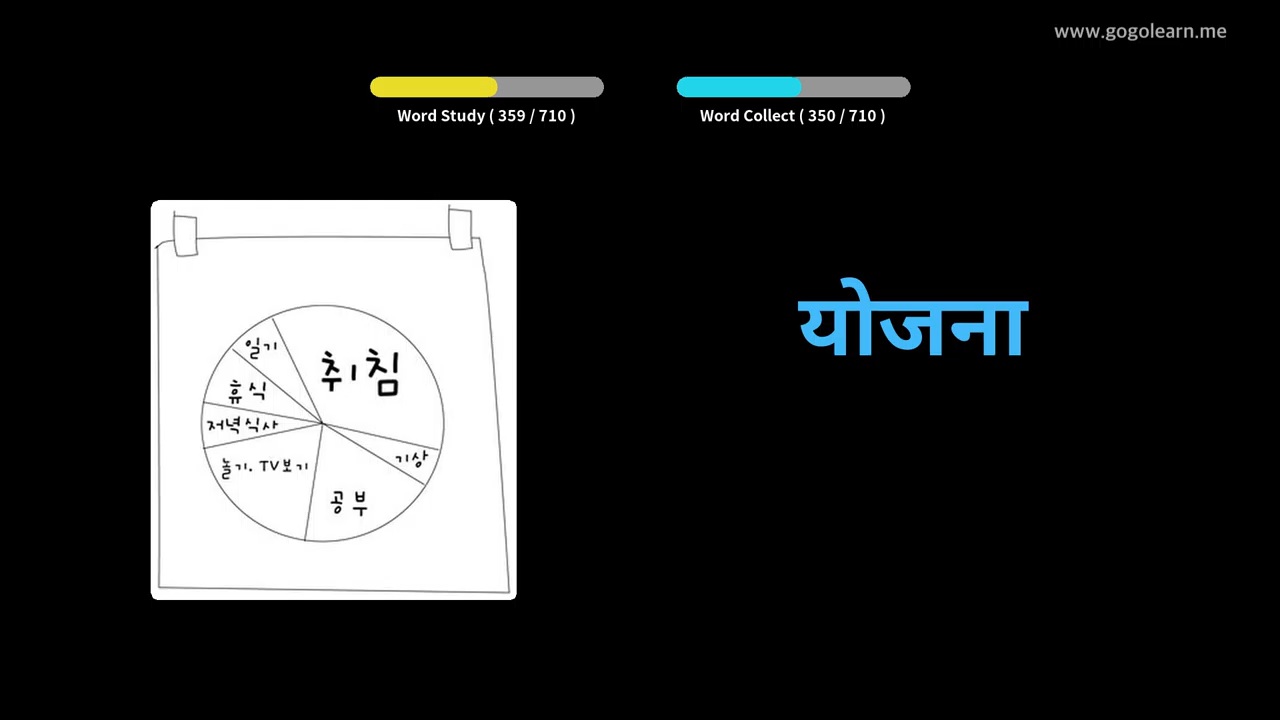 www.gogolearn.me
Word Study ( 359 / 710 )
Word Collect ( 350 / 710 )
योजना
일기
취침
휴식
저녁식사
놀기. TV보기
기상
공부